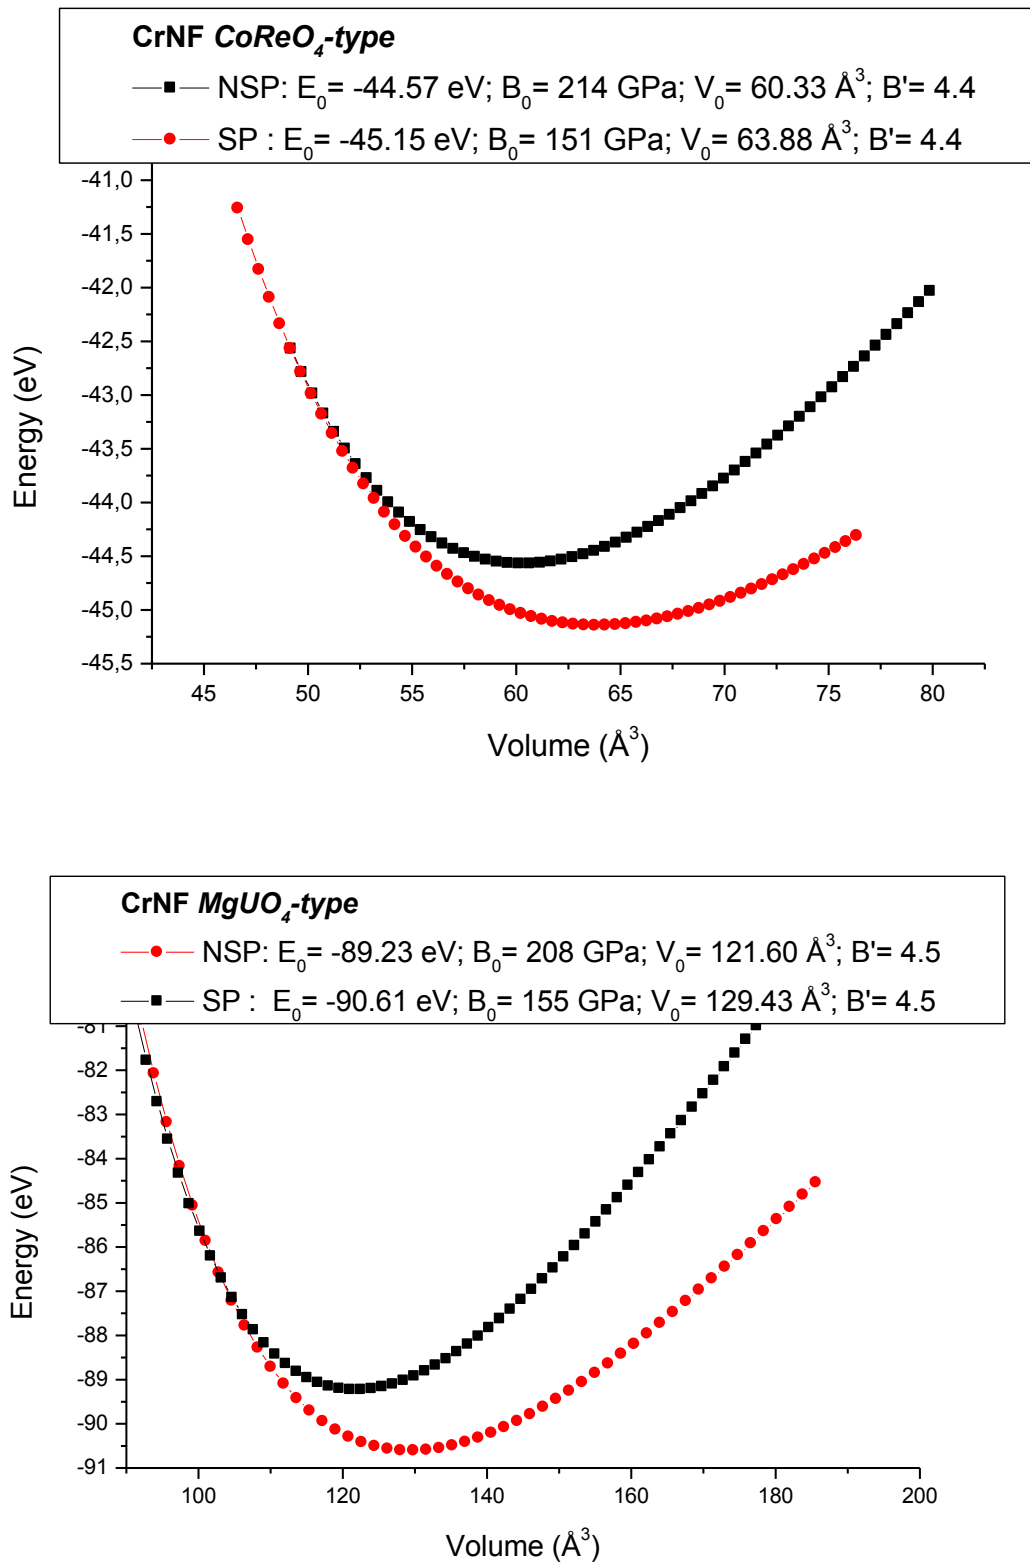 CrNF CoReO₄-type
NSP: E₀= -44.57 eV; B₀= 214 GPa; V₀= 60.33 Å³; B'= 4.4
SP : E₀= -45.15 eV; B₀= 151 GPa; V₀= 63.88 Å³; B'= 4.4
-41,0
-41,5
-42,0
-42,5
-43,0
-43,5
-44,0
-44,5
-45,0
-45,5
Energy (eV)
45 50 55 60 65 70 75 80
Volume (Å³)
CrNF MgUO₄-type
NSP: E₀= -89.23 eV; B₀= 208 GPa; V₀= 121.60 Å³; B'= 4.5
SP : E₀= -90.61 eV; B₀= 155 GPa; V₀= 129.43 Å³; B'= 4.5
-81
-82
-83
-84
-85
-86
-87
-88
-89
-90
-91
Energy (eV)
100 120 140 160 180 200
Volume (Å³)